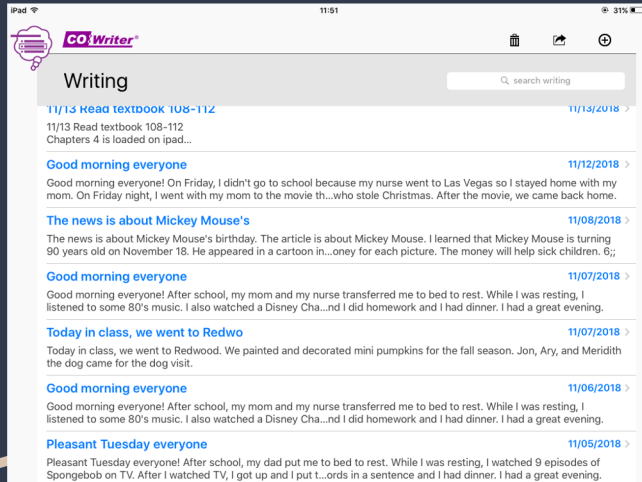 iPad
11:51
31%
CO:Writer®
Writing
search writing
11/13 Read textbook 108-112
11/13/2018
11/13 Read textbook 108-112
Chapters 4 is loaded on ipad...
Good morning everyone
11/12/2018
Good morning everyone! On Friday, I didn't go to school because my nurse went to Las Vegas so I stayed home with my
mom. On Friday night, I went with my mom to the movie th...who stole Christmas. After the movie, we came back home.
The news is about Mickey Mouse's
11/08/2018
The news is about Mickey Mouse's birthday. The article is about Mickey Mouse. I learned that Mickey Mouse is turning
90 years old on November 18. He appeared in a cartoon in...oney for each picture. The money will help sick children. 6;;
Good morning everyone
11/07/2018
Good morning everyone! After school, my mom and my nurse transferred me to bed to rest. While I was resting, I
listened to some 80's music. I also watched a Disney Cha...nd I did homework and I had dinner. I had a great evening.
Today in class, we went to Redwo
11/07/2018
Today in class, we went to Redwood. We painted and decorated mini pumpkins for the fall season. Jon, Ary, and Meridith
the dog came for the dog visit.
Good morning everyone
11/06/2018
Good morning everyone! After school, my mom and my nurse transferred me to bed to rest. While I was resting, I
listened to some 80's music. I also watched a Disney Cha...nd I did homework and I had dinner. I had a great evening.
Pleasant Tuesday everyone
11/05/2018
Pleasant Tuesday everyone! After school, my dad put me to bed to rest. While I was resting, I watched 9 episodes of
Spongebob on TV. After I watched TV, I got up and I put t...ords in a sentence and I had dinner. I had a great evening.